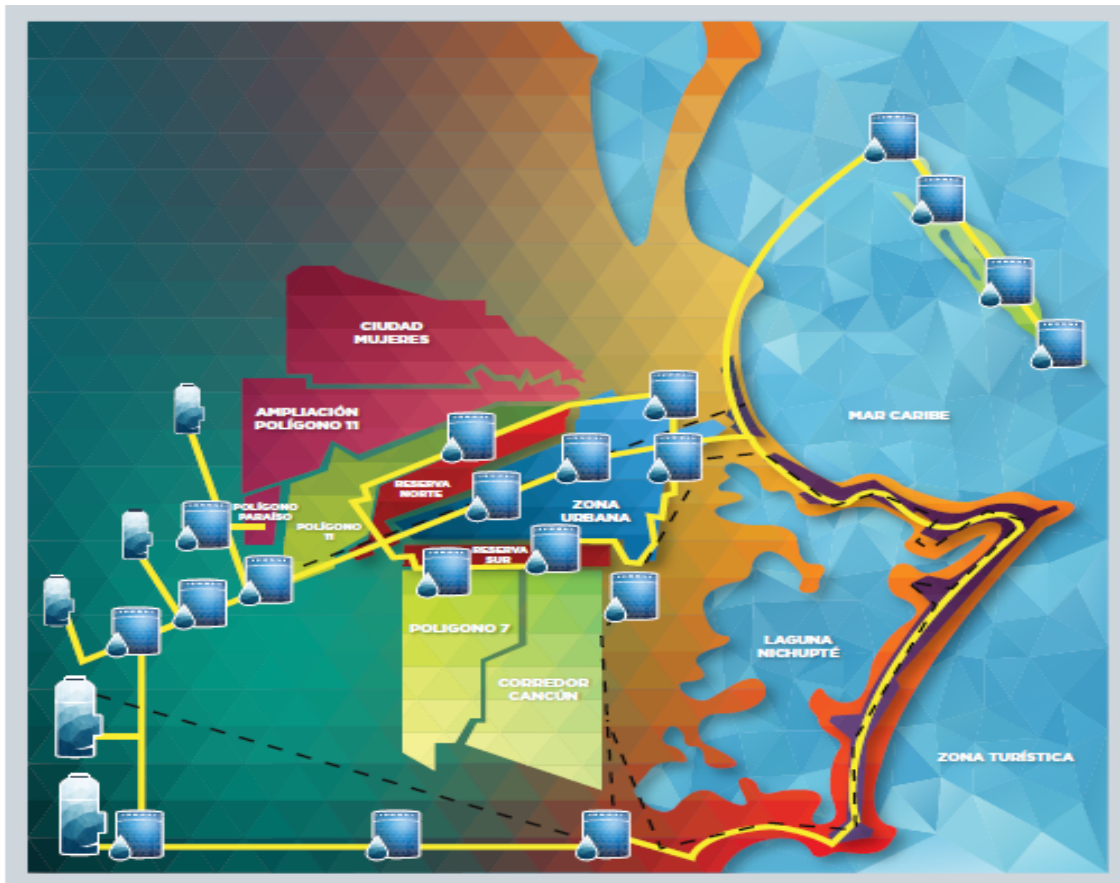 CIUDAD
MUJERES
AMPLIACIÓN
POLÍGONO 11
MAR CARIBE
RESERVA
NORTE
POLÍGONO
PARAÍSO
ZONA
URBANA
POLÍGONO
11
RESERVA
SUR
POLIGONO 7
LAGUNA
NICHUPTÉ
CORREDOR
CANCÚN
ZONA TURÍSTICA